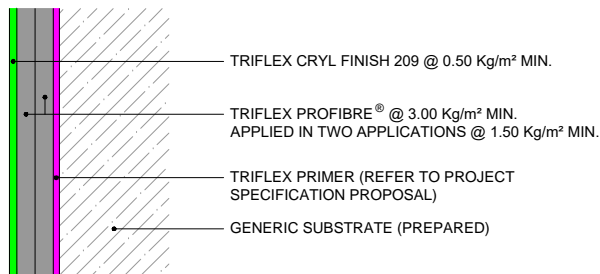 TRIFLEX CRYL FINISH 209 @ 0.50 Kg/m² MIN.
TRIFLEX PROFIBRE® @ 3.00 Kg/m² MIN.
APPLIED IN TWO APPLICATIONS @ 1.50 Kg/m² MIN.
TRIFLEX PRIMER (REFER TO PROJECT
SPECIFICATION PROPOSAL)
GENERIC SUBSTRATE (PREPARED)